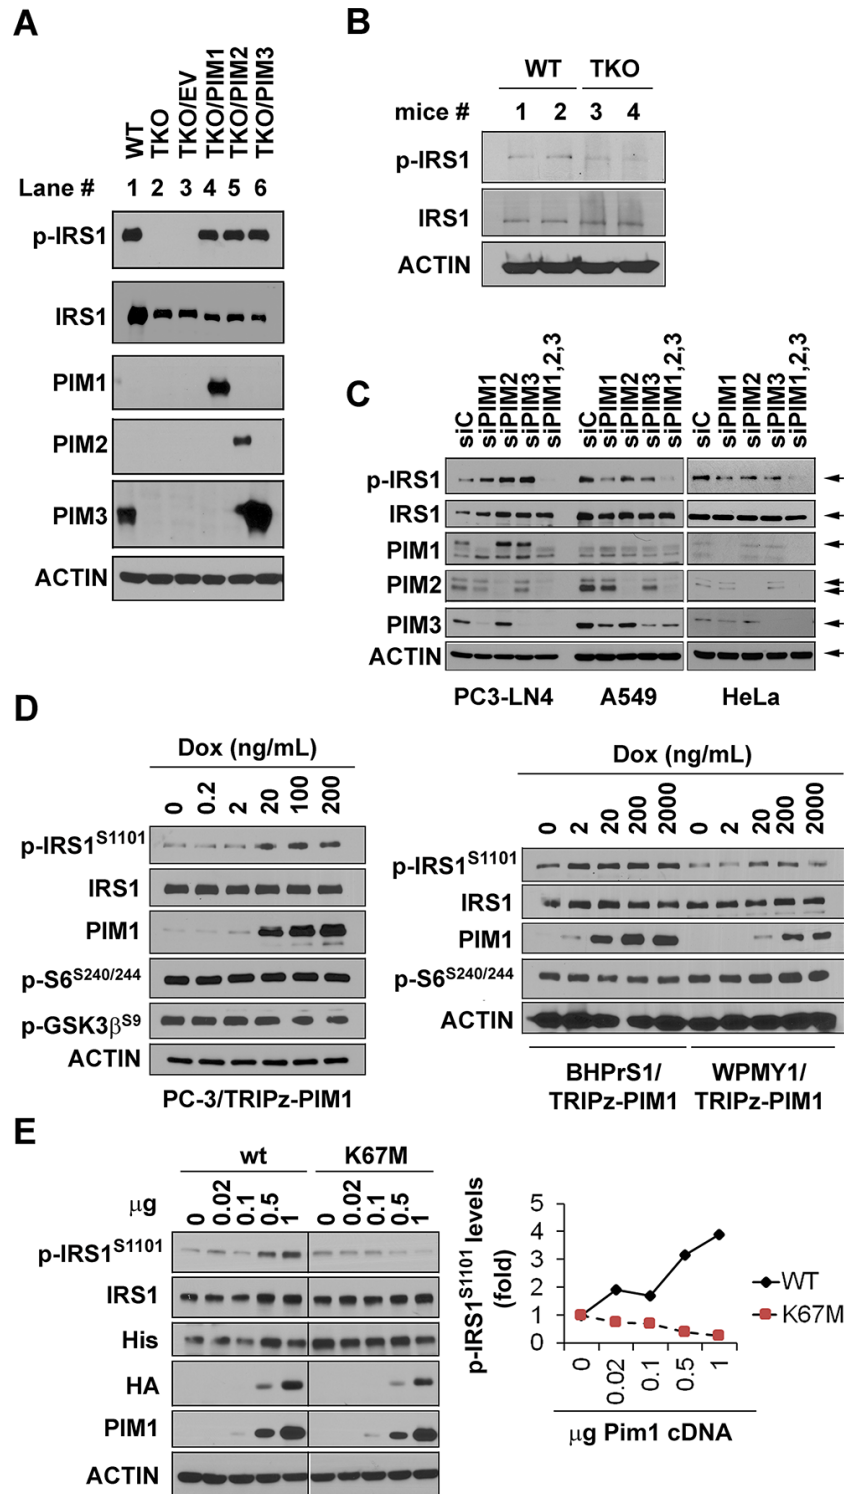 A
WT
TKO
TKO/EV
TKO/PIM1
TKO/PIM2
TKO/PIM3
Lane # 1 2 3 4 5 6
p-IRS1
IRS1
PIM1
PIM2
PIM3
ACTIN
B
WT TKO
mice # 1 2 3 4
p-IRS1
IRS1
ACTIN
C
siC
siPIM1
siPIM2
siPIM3
siPIM1,2,3
siC
siPIM1
siPIM2
siPIM3
siPIM1,2,3
siC
siPIM1
siPIM2
siPIM3
siPIM1,2,3
p-IRS1
IRS1
PIM1
PIM2
PIM3
ACTIN
PC3-LN4 A549 HeLa
D
Dox (ng/mL)
0 0.2 2 20 100 200
p-IRS1S1101
IRS1
PIM1
p-S6S240/244
p-GSK3βS9
ACTIN
PC-3/TRIPz-PIM1
Dox (ng/mL)
0 2 20 200 2000 0 2 20 200 2000
p-IRS1S1101
IRS1
PIM1
p-S6S240/244
ACTIN
BHPrS1/ WPMY1/
TRIPz-PIM1 TRIPz-PIM1
E
wt K67M
μg 0 0.02 0.1 0.5 1 0 0.02 0.1 0.5 1
p-IRS1S1101
IRS1
His
HA
PIM1
ACTIN
p-IRS1S1101 levels
(fold)
5
4
3
2
1
0
0 0.02 0.1 0.5 1
μg Pim1 cDNA
WT
K67M